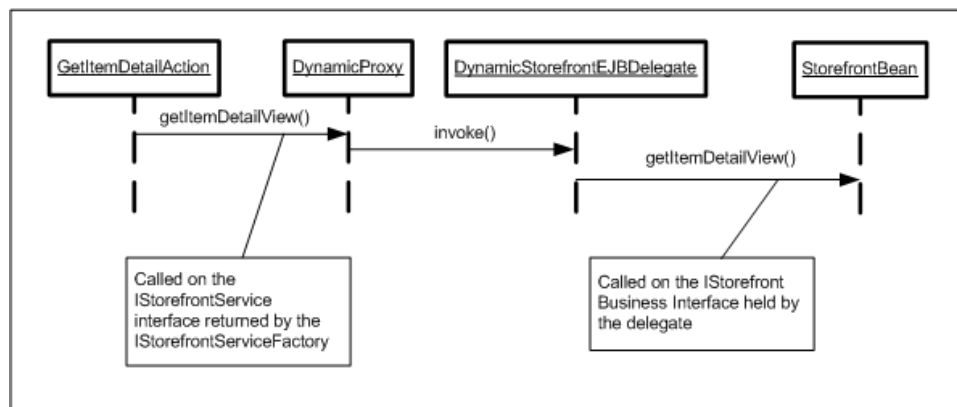 GetItemDetailAction
DynamicProxy
DynamicStorefrontEJBDelegate
StorefrontBean
getItemDetailView()
invoke()
getItemDetailView()
Called on the
IStorefrontService
interface returned by the
IStorefrontServiceFactory
Called on the IStorefront
Business Interface held by
the delegate